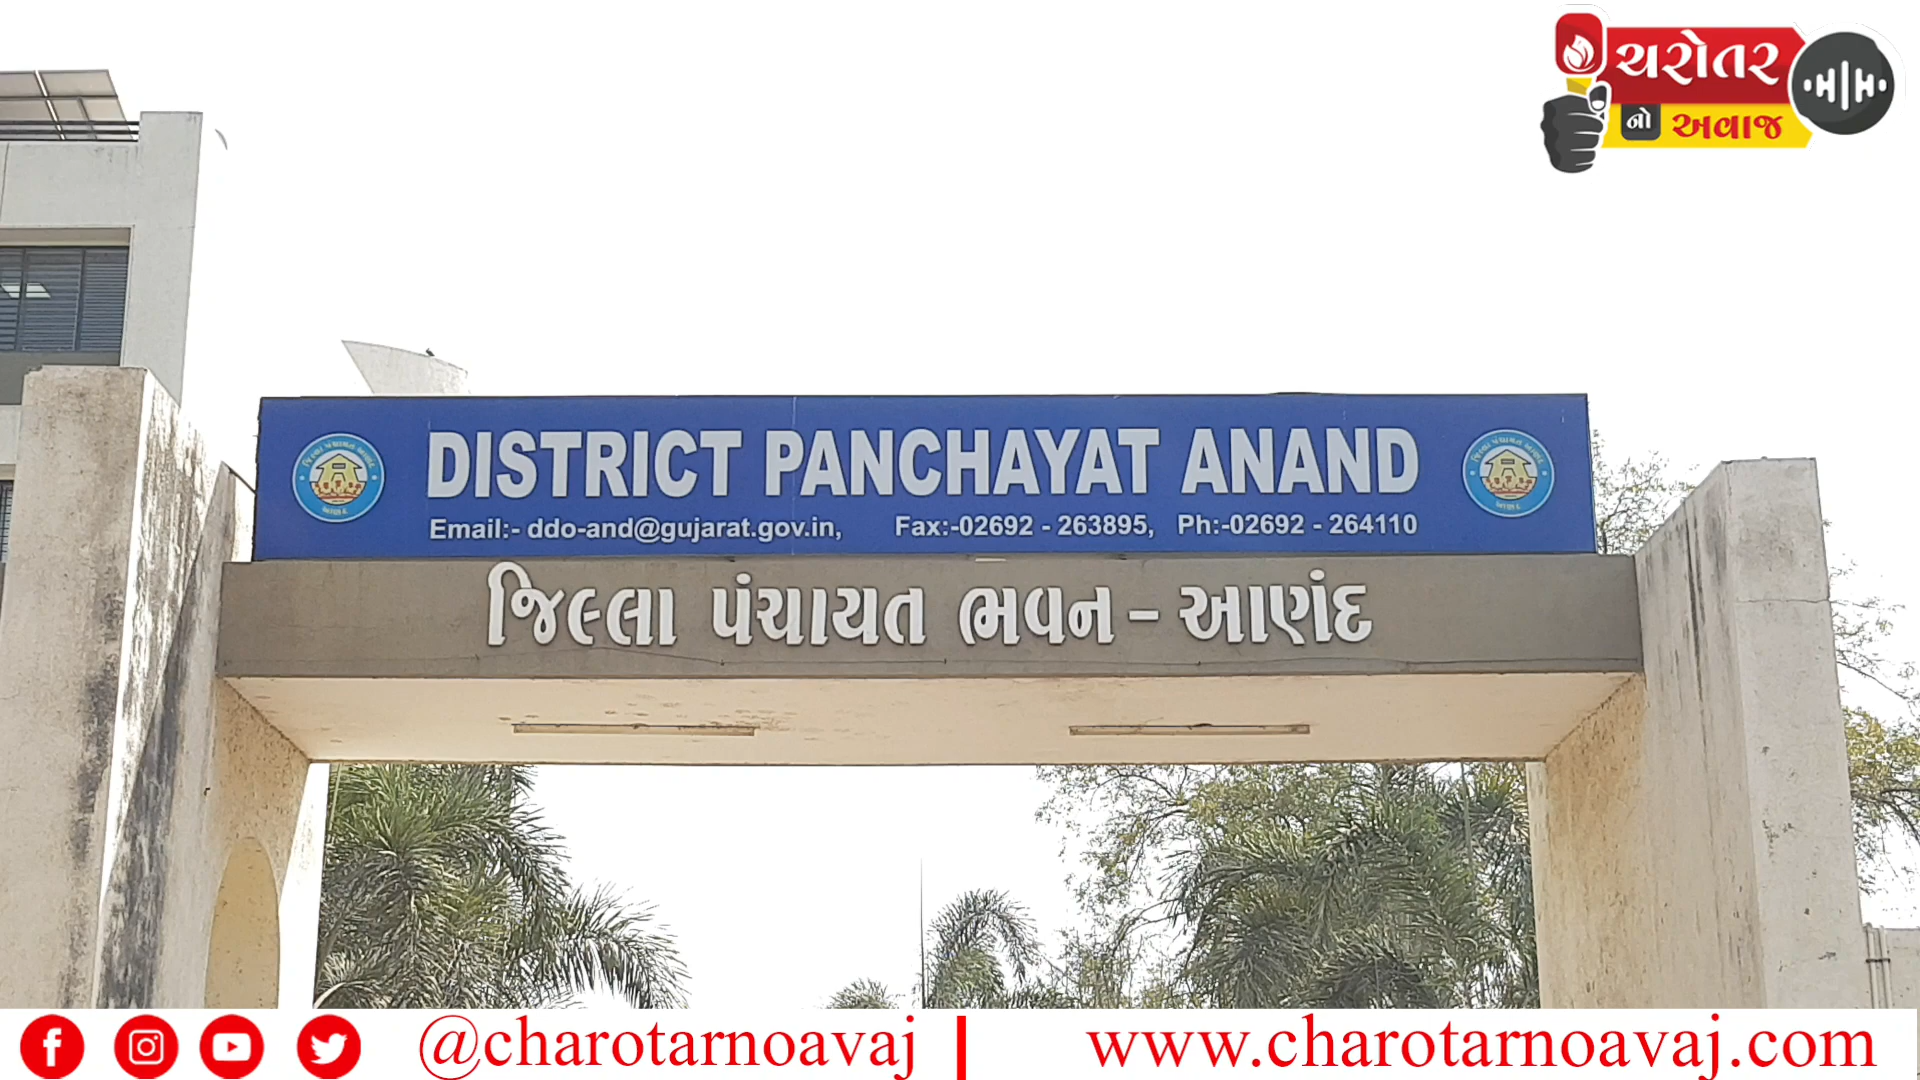 ચરોતર
નો અવાજ
DISTRICT PANCHAYAT ANAND
Email:- ddo-and@gujarat.gov.in, Fax:-02692 - 263895, Ph:-02692 - 264110
જિલ્લા પંચાયત ભવન - આણંદ
@charotarnoavaj | www.charotarnoavaj.com